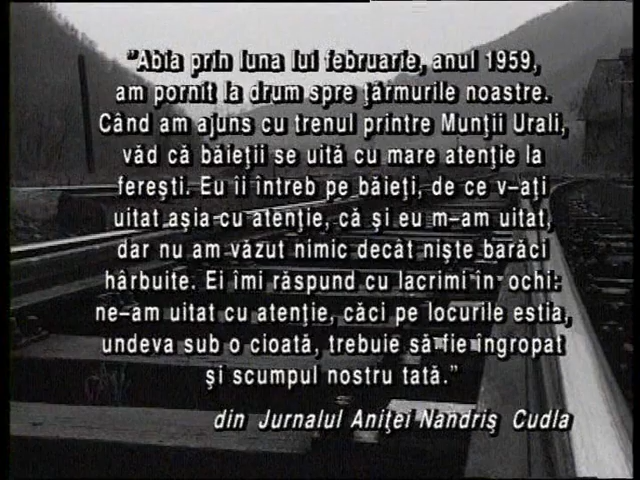 "Abia prin luna lui februarie, anul 1959,
am pornit la drum spre ţărmurile noastre.
Când am ajuns cu trenul printre Munţii Urali,
văd că băieţii se uită cu mare atenţie la
fereşti. Eu îi întreb pe băieţi, de ce v-aţi
uitat aşia cu atenţie, că şi eu m-am uitat,
dar nu am văzut nimic decât nişte barăci
hârbuite. Ei îmi răspund cu lacrimi în ochi:
ne-am uitat cu atenţie, căci pe locurile estia,
undeva sub o cioată, trebuie să fie îngropat
şi scumpul nostru tată."
din Jurnalul Aniţei Nandriş Cudla